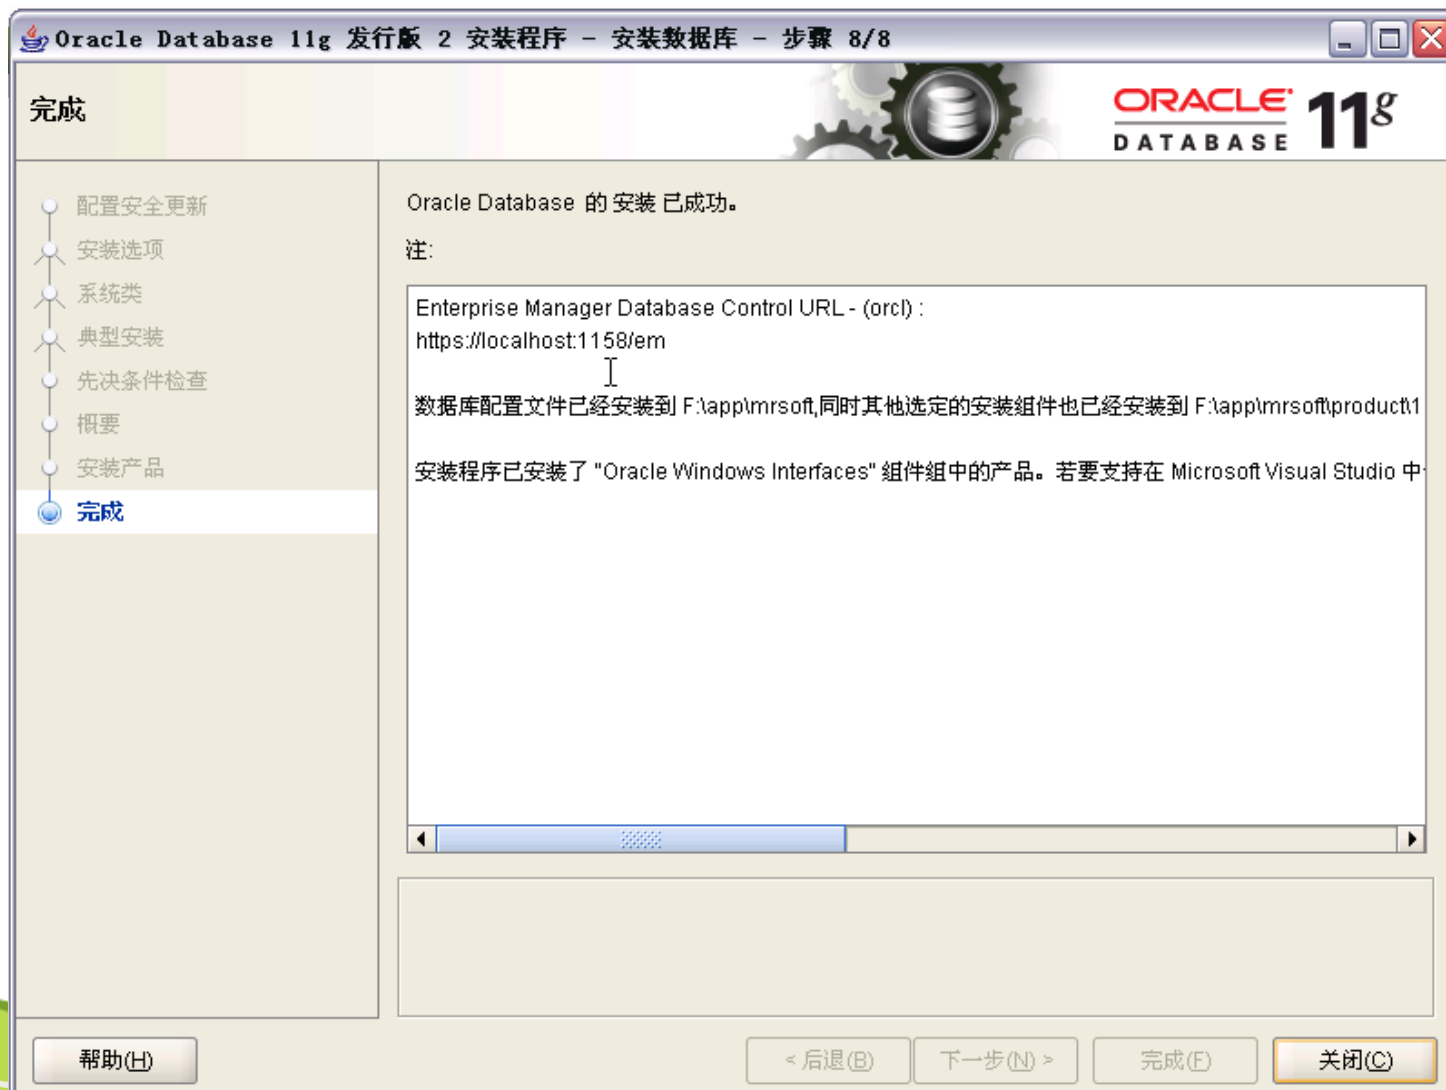 Oracle Database 11g 发行版 2 安装程序 - 安装数据库 - 步骤 8/8
完成
ORACLE
DATABASE
11g
配置安全更新
安装选项
系统类
典型安装
先决条件检查
概要
安装产品
完成
Oracle Database 的 安装 已成功。
注:
Enterprise Manager Database Control URL - (orcl) :
https://localhost:1158/em
数据库配置文件已经安装到 F:\app\mrsoft,同时其他选定的安装组件也已经安装到 F:\app\mrsoft\product\1
安装程序已安装了 "Oracle Windows Interfaces" 组件组中的产品。若要支持在 Microsoft Visual Studio 中
帮助(H)
< 后退(B)
下一步(N) >
完成(F)
关闭(C)